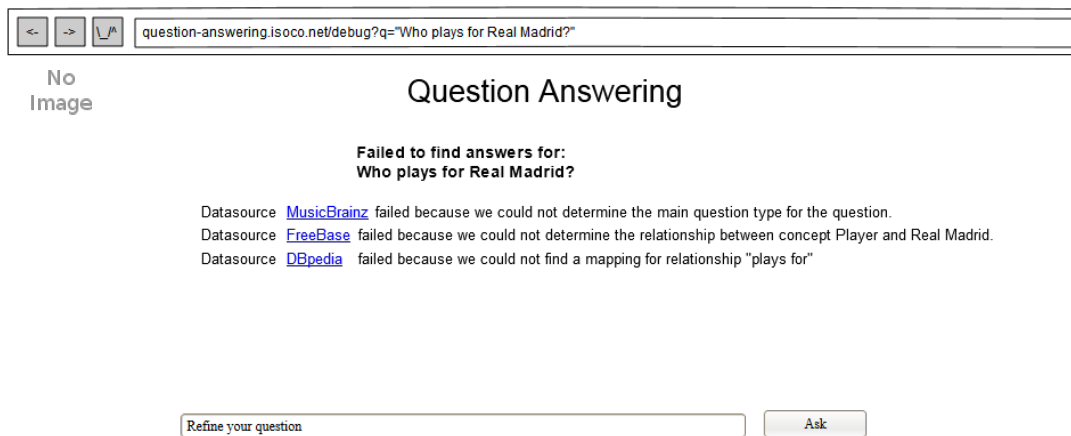 <- -> \_/^ question-answering.isoco.net/debug?q="Who plays for Real Madrid?"
No
Image
Question Answering
Failed to find answers for:
Who plays for Real Madrid?
Datasource MusicBrainz failed because we could not determine the main question type for the question.
Datasource FreeBase failed because we could not determine the relationship between concept Player and Real Madrid.
Datasource DBpedia failed because we could not find a mapping for relationship "plays for"
Refine your question Ask